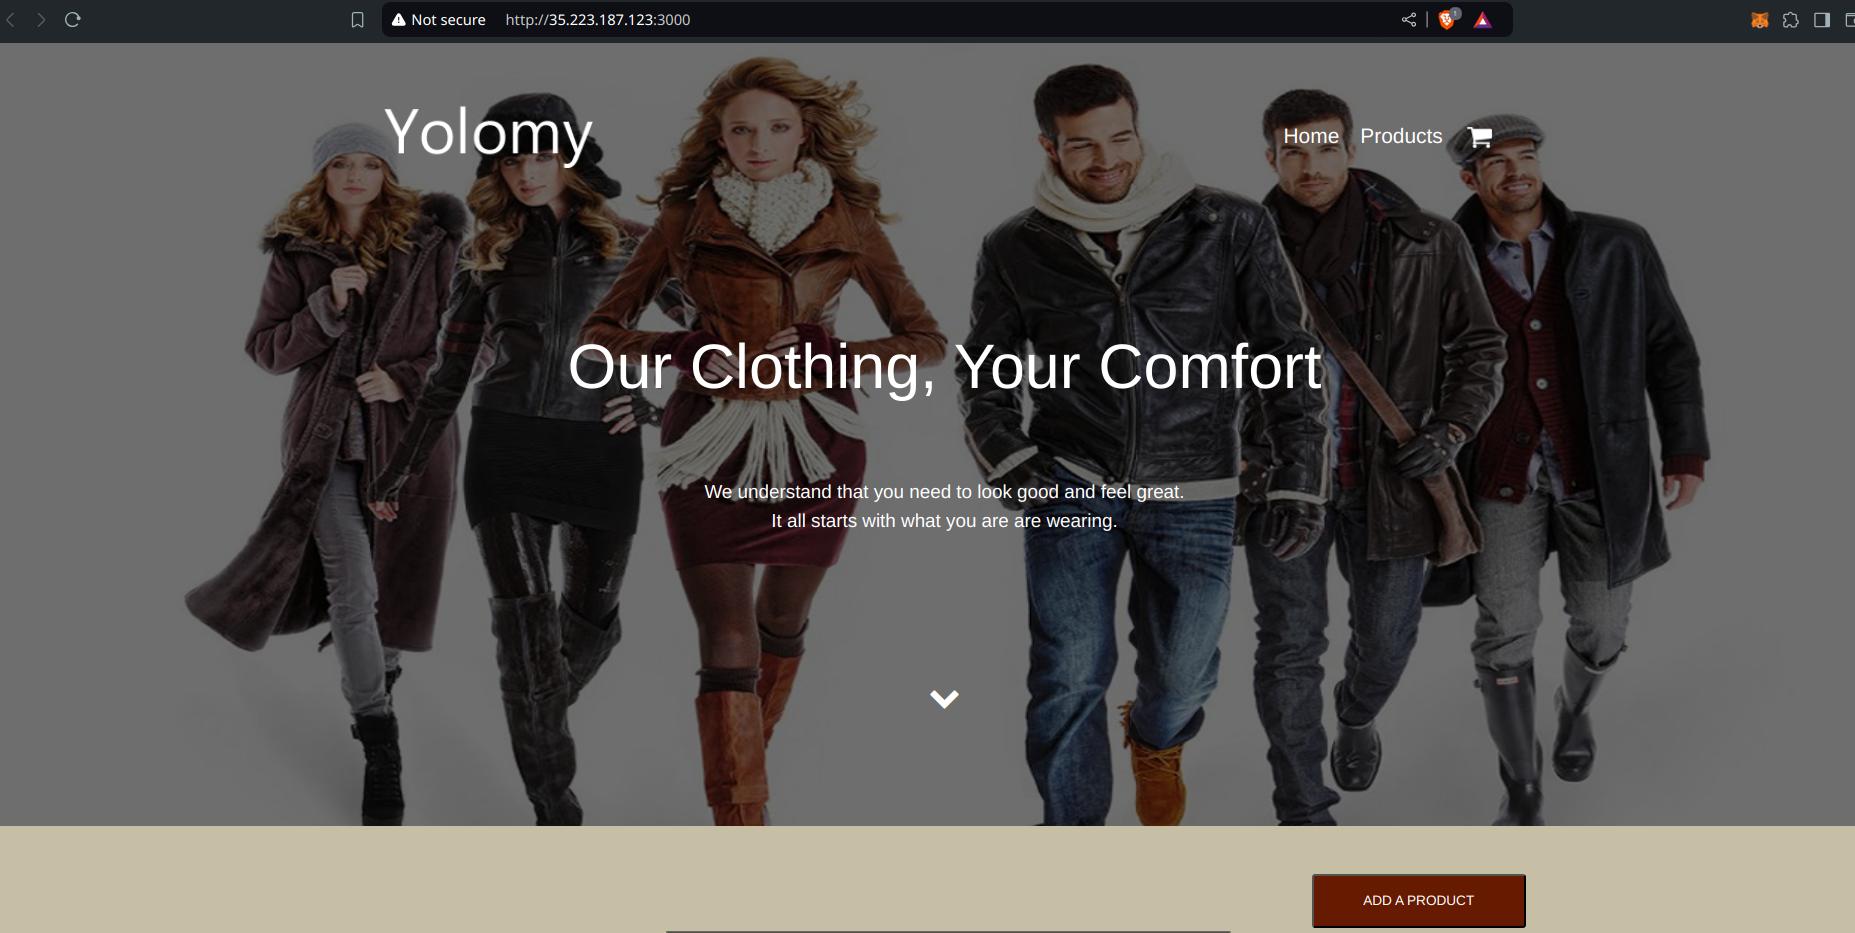 Not secure http://35.223.187.123:3000
1
Yolomy
Home Products
Our Clothing, Your Comfort
We understand that you need to look good and feel great.
It all starts with what you are are wearing.
ADD A PRODUCT